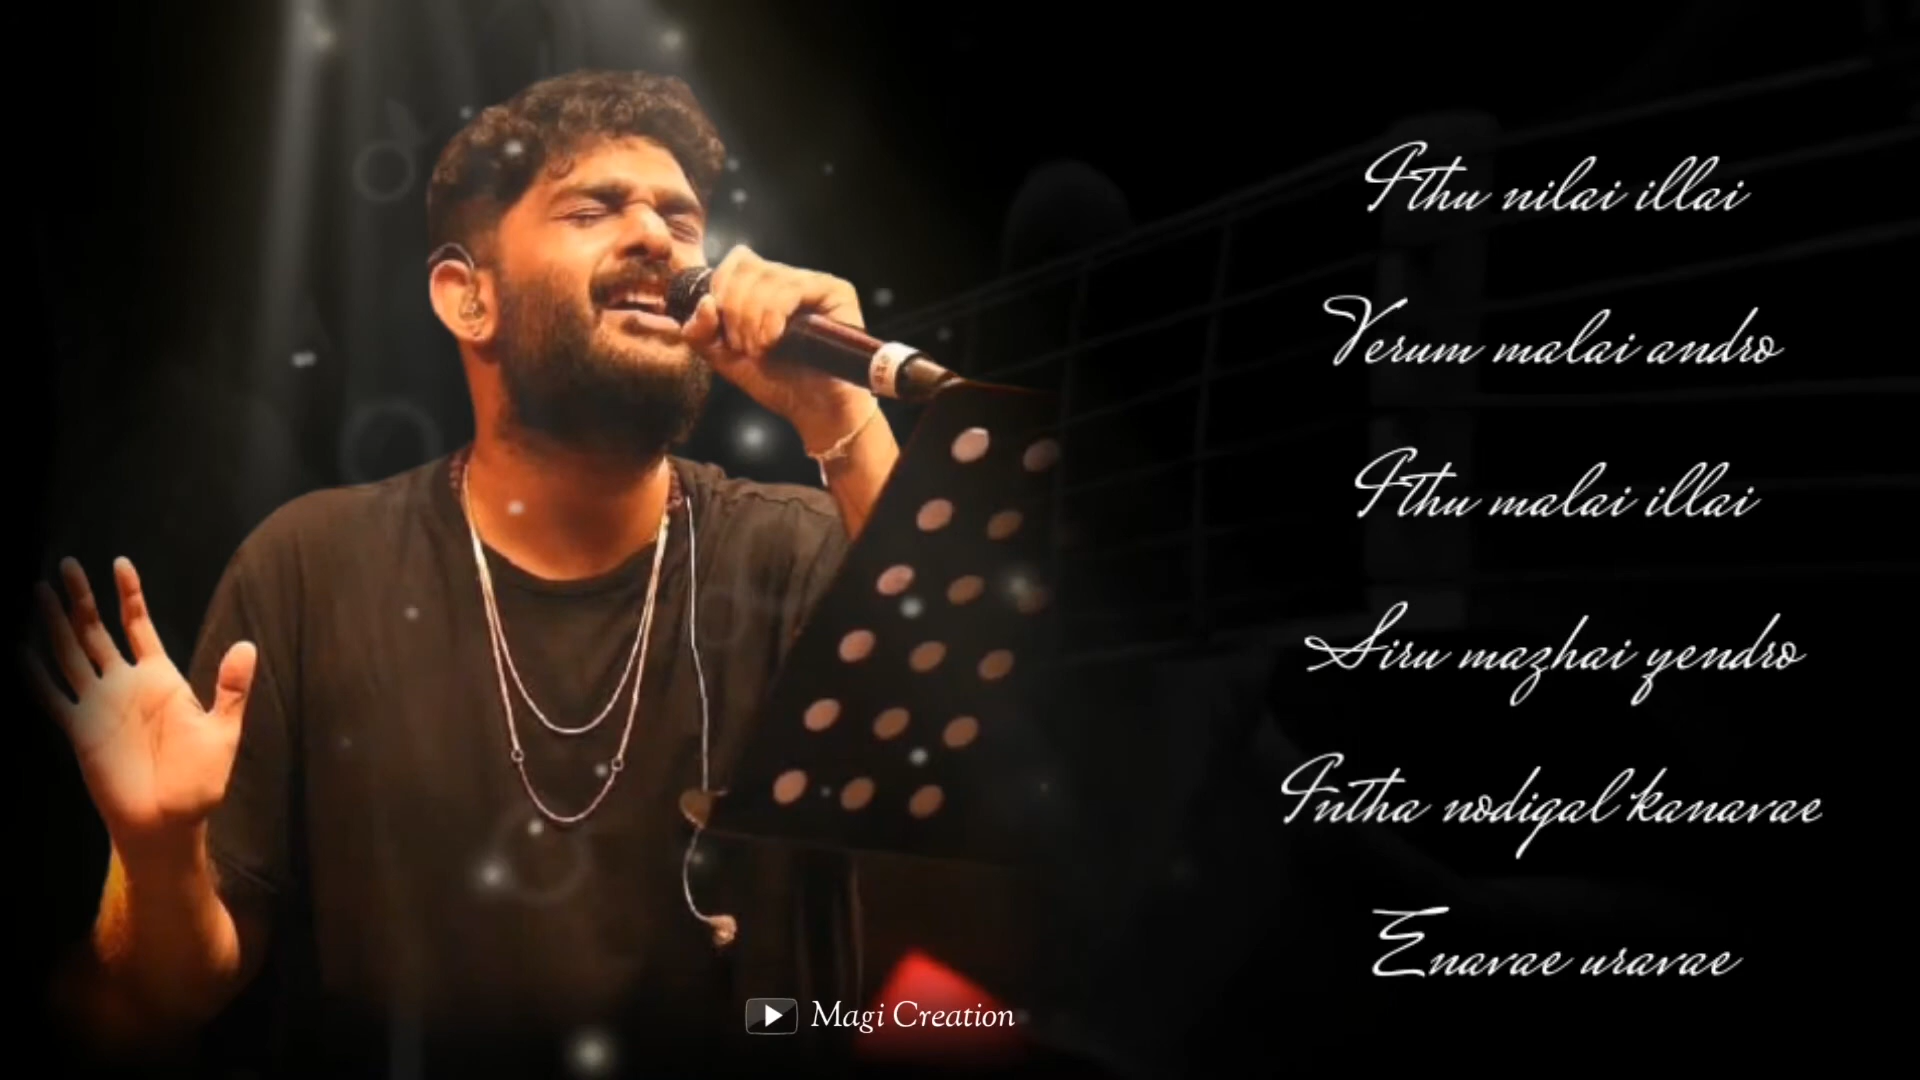 Ithu nilai illai
Verum malai andro
Ithu malai illai
Siru mazhai yendro
Intha nodigal kanavae
Enavae uravae
Magi Creation